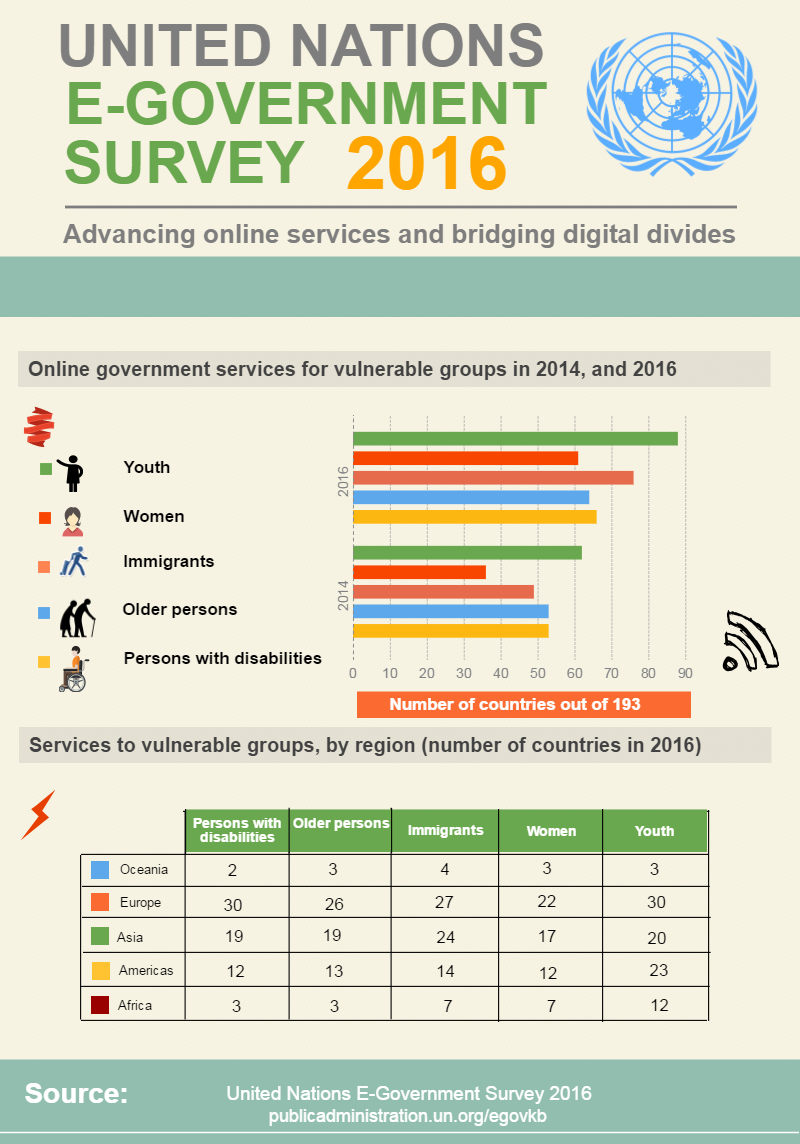 UNITED NATIONS
E-GOVERNMENT
SURVEY 2016
Advancing online services and bridging digital divides
Online government services for vulnerable groups in 2014, and 2016
Youth
Women
Immigrants
Older persons
Persons with disabilities
2016
2014
0 10 20 30 40 50 60 70 80 90
Number of countries out of 193
Services to vulnerable groups, by region (number of countries in 2016)
Persons with disabilities Older persons Immigrants Women Youth
Oceania 2 3 4 3 3
Europe 30 26 27 22 30
Asia 19 19 24 17 20
Americas 12 13 14 12 23
Africa 3 3 7 7 12
Source:
United Nations E-Government Survey 2016
publicadministration.un.org/egovkb